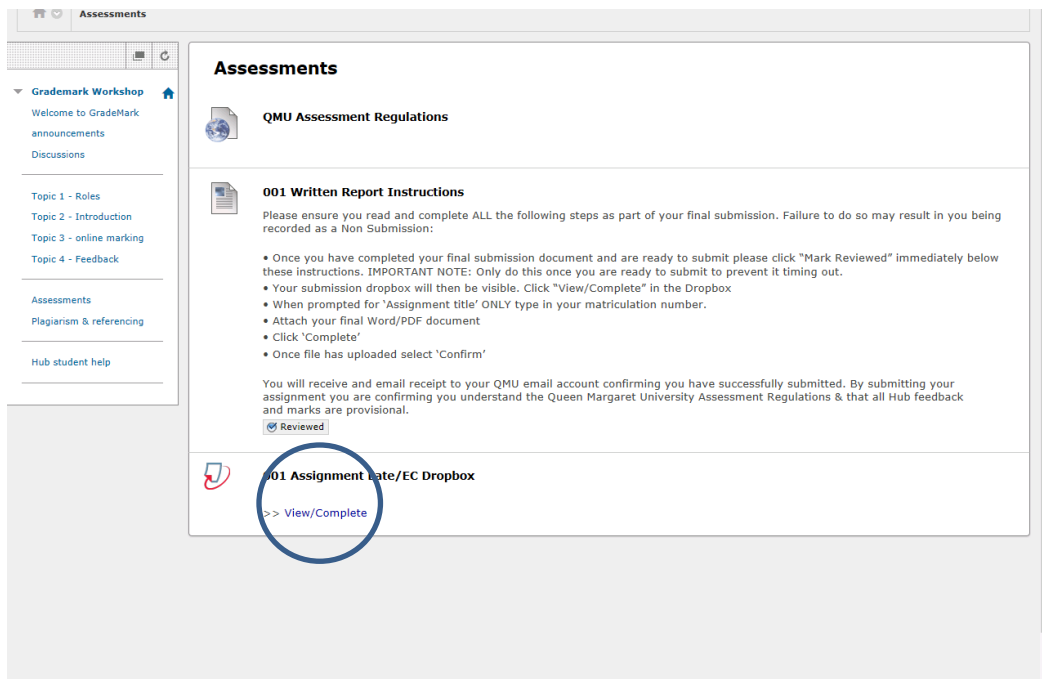 Assessments
Grademark Workshop
Welcome to GradeMark
announcements
Discussions
Topic 1 - Roles
Topic 2 - Introduction
Topic 3 - online marking
Topic 4 - Feedback
Assessments
Plagiarism & referencing
Hub student help
Assessments
QMU Assessment Regulations
001 Written Report Instructions
Please ensure you read and complete ALL the following steps as part of your final submission. Failure to do so may result in you being
recorded as a Non Submission:
• Once you have completed your final submission document and are ready to submit please click “Mark Reviewed” immediately below
these instructions. IMPORTANT NOTE: Only do this once you are ready to submit to prevent it timing out.
• Your submission dropbox will then be visible. Click “View/Complete” in the Dropbox
• When prompted for ‘Assignment title’ ONLY type in your matriculation number.
• Attach your final Word/PDF document
• Click ‘Complete’
• Once file has uploaded select ‘Confirm’
You will receive and email receipt to your QMU email account confirming you have successfully submitted. By submitting your
assignment you are confirming you understand the Queen Margaret University Assessment Regulations & that all Hub feedback
and marks are provisional.
Reviewed
001 Assignment Late/EC Dropbox
>> View/Complete